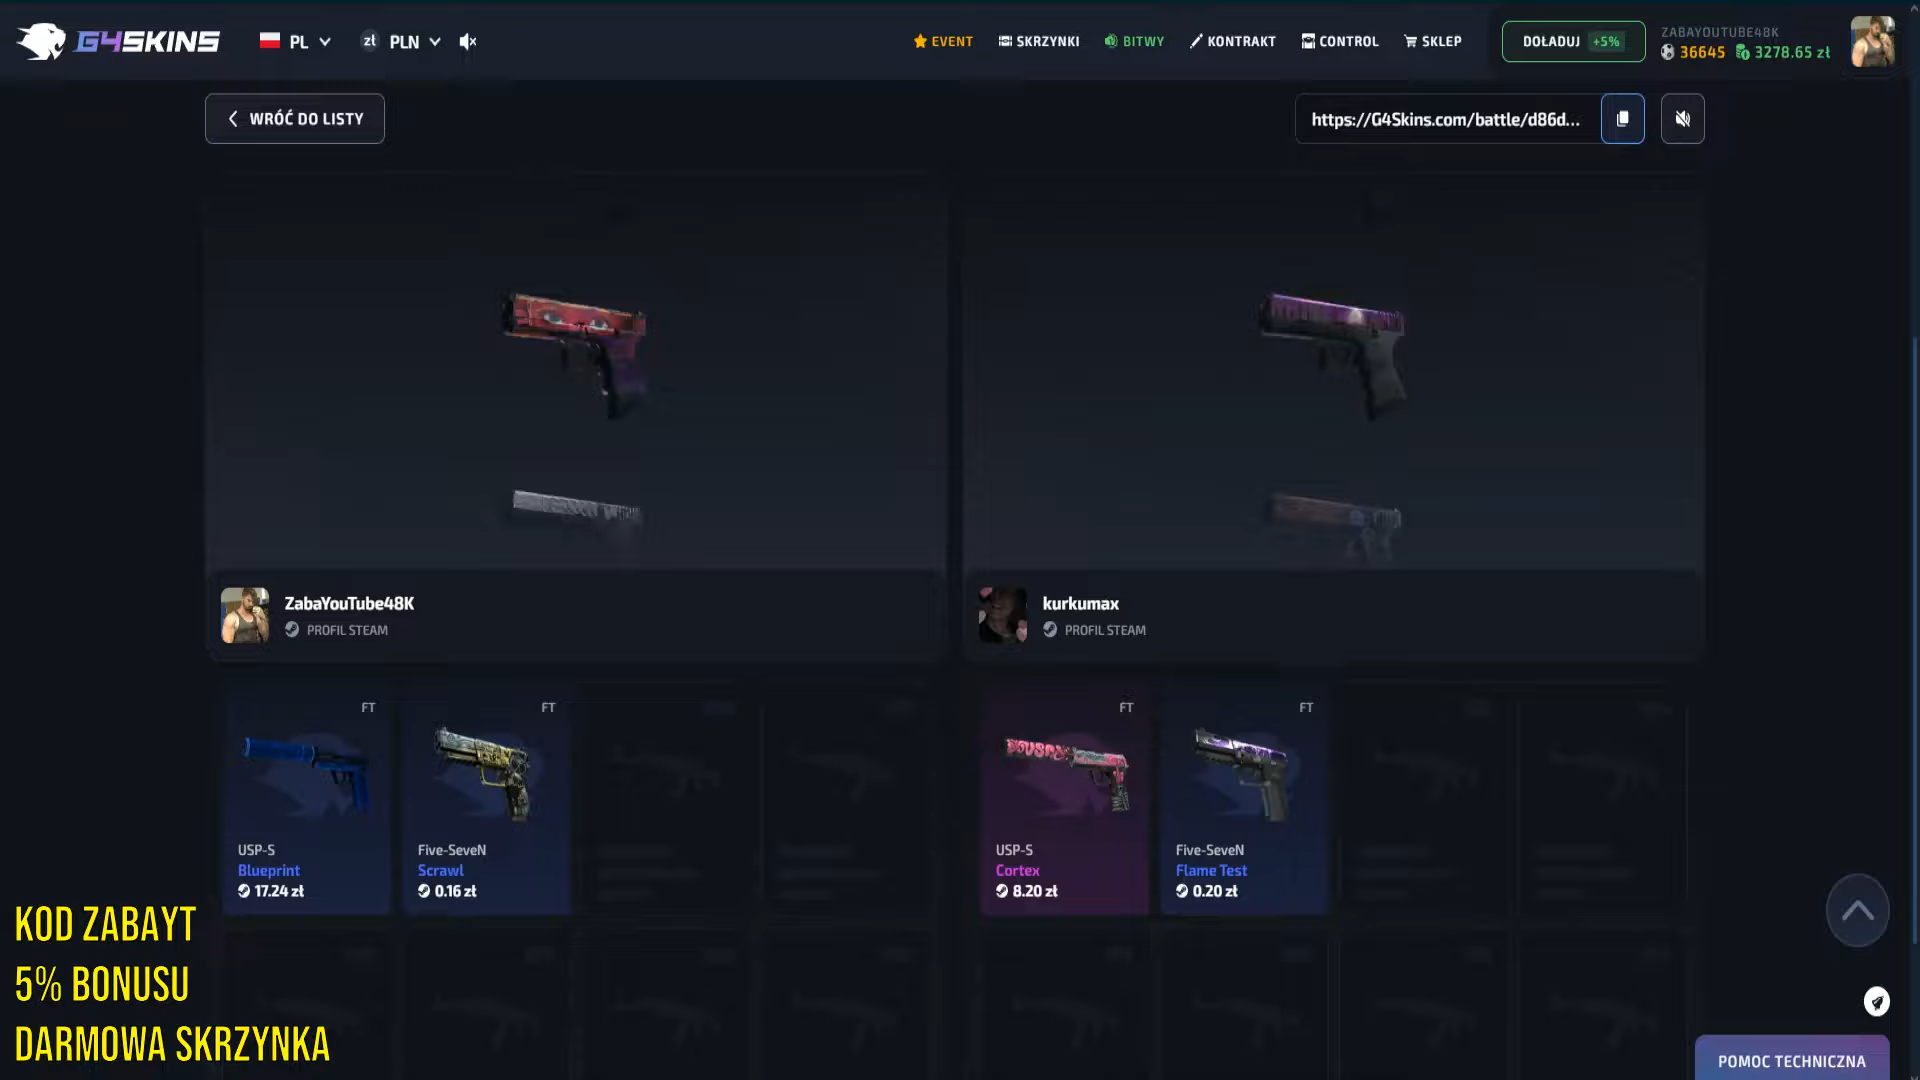 G4SKINS
PL
zł PLN
EVENT
SKRZYNKI
BITWY
KONTRAKT
CONTROL
SKLEP
DOŁADUJ +5%
ZABAYOUTUBE48K
36645 3278.65 zł
WRÓĆ DO LISTY
https://G4Skins.com/battle/d86d...
ZabaYouTube48K
PROFIL STEAM
kurkumax
PROFIL STEAM
FT
USP-S
Blueprint
17.24 zł
FT
Five-SeveN
Scrawl
0.16 zł
FT
USP-S
Cortex
8.20 zł
FT
Five-SeveN
Flame Test
0.20 zł
KOD ZABAYT
5% BONUSU
DARMOWA SKRZYNKA
POMOC TECHNICZNA